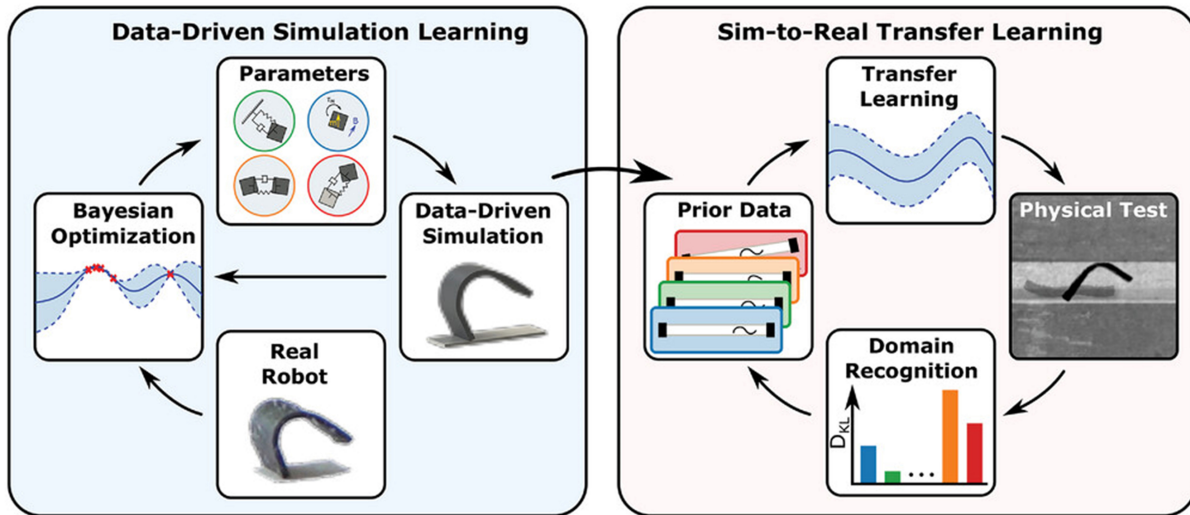 Data-Driven Simulation Learning
Parameters
Bayesian
Optimization
Data-Driven
Simulation
Real
Robot
Sim-to-Real Transfer Learning
Transfer
Learning
Prior Data
Physical Test
Domain
Recognition
D_KL